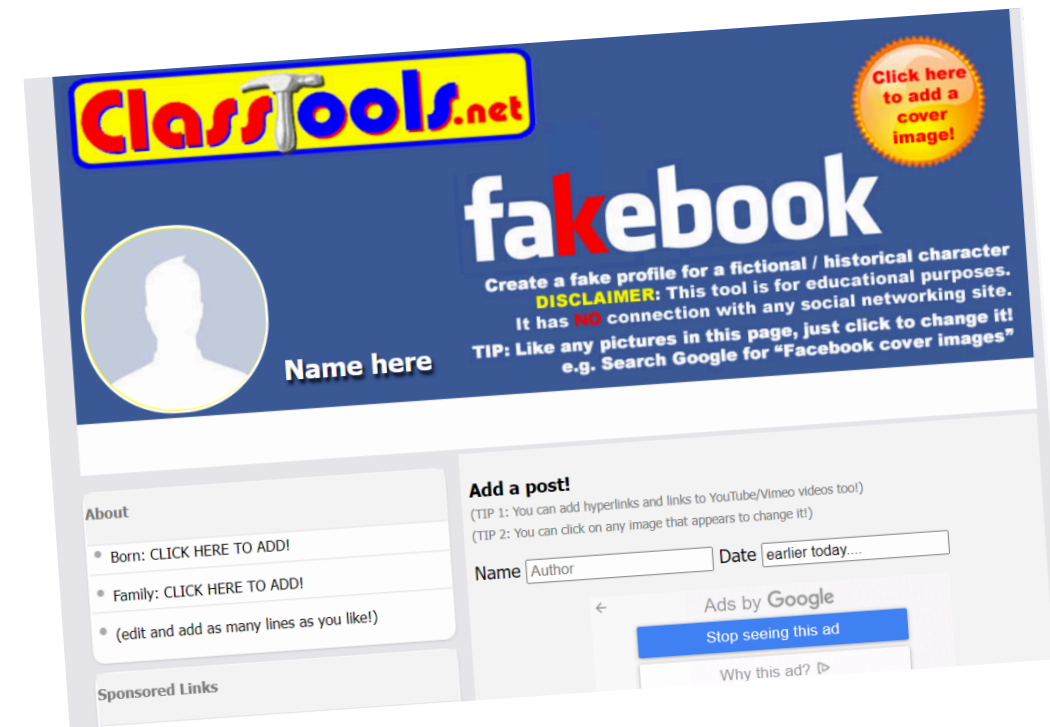 ClassTools.net
Click here
to add a
cover
image!
fakebook
Create a fake profile for a fictional / historical character
DISCLAIMER: This tool is for educational purposes.
It has NO connection with any social networking site.
TIP: Like any pictures in this page, just click to change it!
e.g. Search Google for “Facebook cover images”
Name here
About
Born: CLICK HERE TO ADD!
Family: CLICK HERE TO ADD!
(edit and add as many lines as you like!)
Sponsored Links
Add a post!
(TIP 1: You can add hyperlinks and links to YouTube/Vimeo videos too!)
(TIP 2: You can click on any image that appears to change it!)
Name Author Date earlier today....
Ads by Google
Stop seeing this ad
Why this ad?